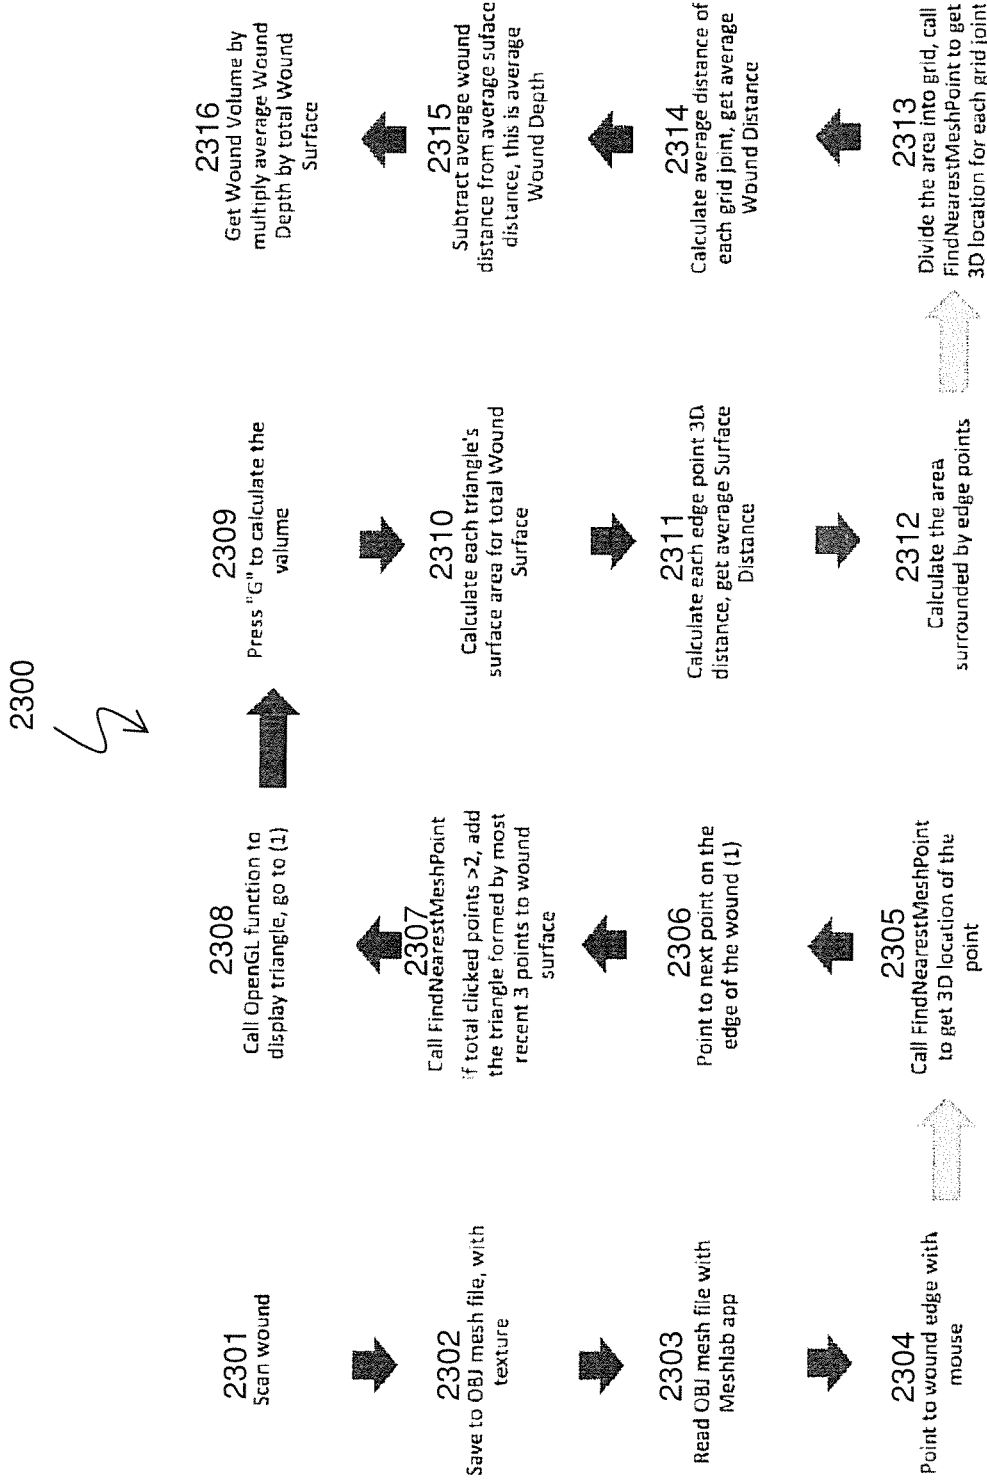 2300
2301
Scan wound
2302
Save to OBJ mesh file, with
texture
2303
Read OBJ mesh file with
Meshlab app
2304
Point to wound edge with
mouse
2305
Call FindNearestMeshPoint
to get 3D location of the
point
2306
Point to next point on the
edge of the wound (1)
2307
Call FindNearestMeshPoint
if total clicked points >2, add
the triangle formed by most
recent 3 points to wound
surface
2308
Call OpenGL function to
display triangle, go to (1)
2309
Press "G" to calculate the
valume
2310
Calculate each triangle's
surface area for total Wound
Surface
2311
Calculate each edge point 3D
distance, get average Surface
Distance
2312
Calculate the area
surrounded by edge points
2313
Divide the area into grid, call
FindNearestMeshPoint to get
3D location for each grid joint
2314
Calculate average distance of
each grid joint, get average
Wound Distance
2315
Subtract average wound
distance from average suface
distance, this is average
Wound Depth
2316
Get Wound Volume by
multiply average Wound
Depth by total Wound
Surface